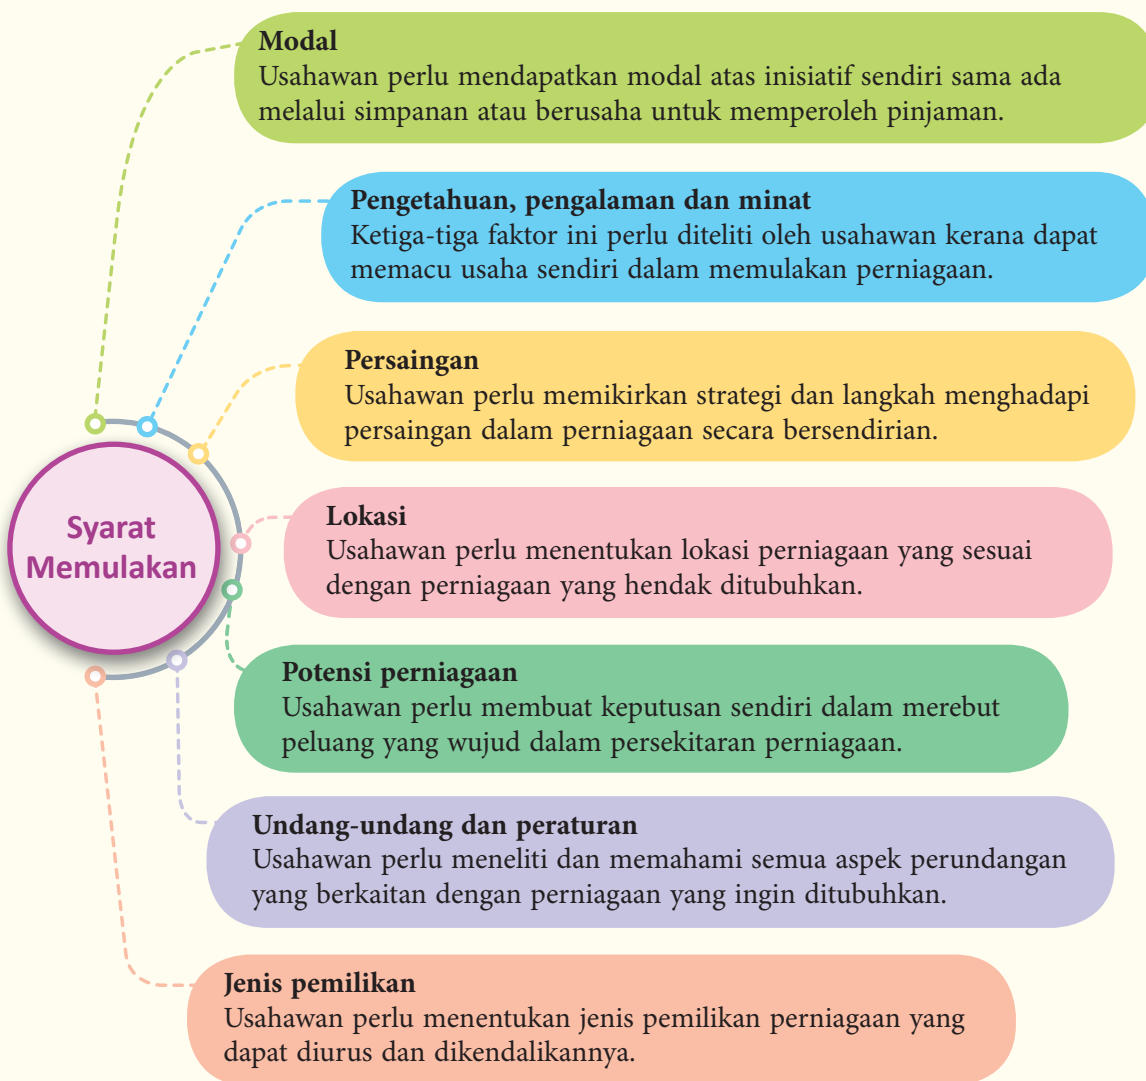 Modal
Usahawan perlu mendapatkan modal atas inisiatif sendiri sama ada
melalui simpanan atau berusaha untuk memperoleh pinjaman.
Pengetahuan, pengalaman dan minat
Ketiga-tiga faktor ini perlu diteliti oleh usahawan kerana dapat
memacu usaha sendiri dalam memulakan perniagaan.
Persaingan
Usahawan perlu memikirkan strategi dan langkah menghadapi
persaingan dalam perniagaan secara bersendirian.
Syarat
Memulakan
Lokasi
Usahawan perlu menentukan lokasi perniagaan yang sesuai
dengan perniagaan yang hendak ditubuhkan.
Potensi perniagaan
Usahawan perlu membuat keputusan sendiri dalam merebut
peluang yang wujud dalam persekitaran perniagaan.
Undang-undang dan peraturan
Usahawan perlu meneliti dan memahami semua aspek perundangan
yang berkaitan dengan perniagaan yang ingin ditubuhkan.
Jenis pemilikan
Usahawan perlu menentukan jenis pemilikan perniagaan yang
dapat diurus dan dikendalikannya.